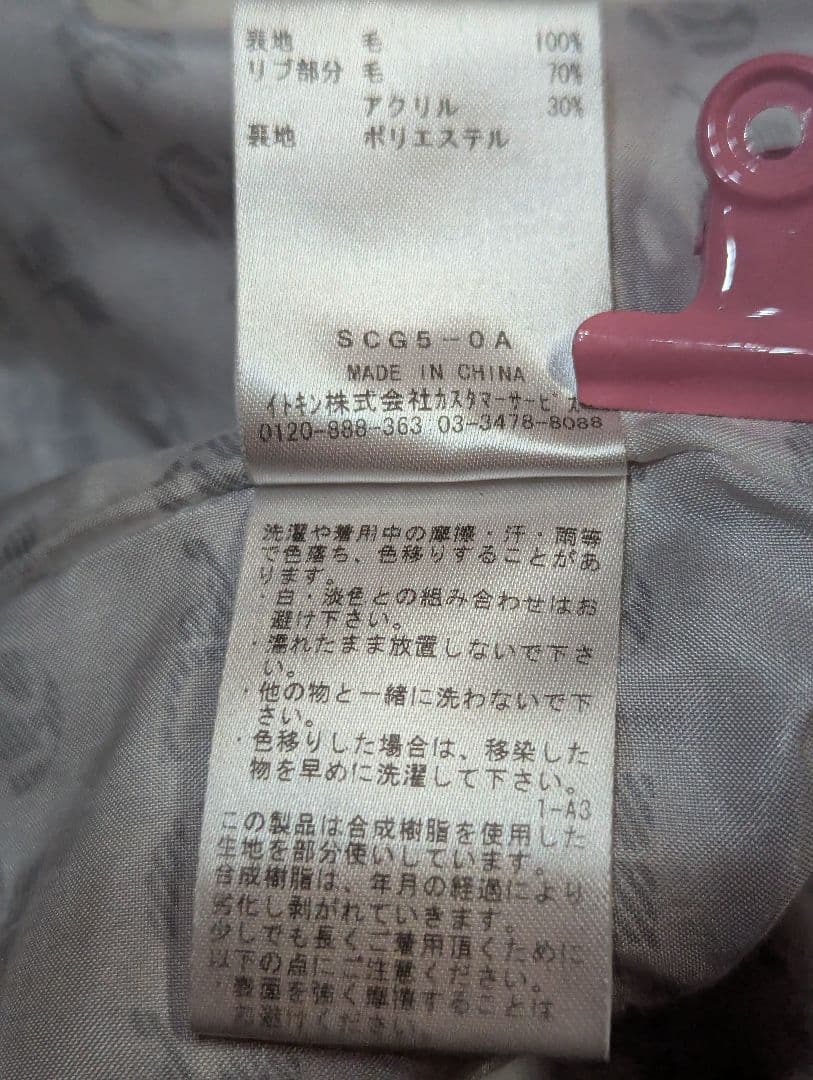 表地 毛 100%
リブ部分 毛 70%
アクリル 30%
裏地 ポリエステル
SCG5-0A
MADE IN CHINA
イトキン株式会社カスタマーサービス
0120-888-363 03-3478-8088
洗濯や着用中の摩擦・汗・雨等
で色落ち、色移りすることがあ
ります。
・白・淡色との組み合わせはお
避け下さい。
・濡れたまま放置しないで下さ
い。
・他の物と一緒に洗わないで下
さい。
・色移りした場合は、移染した
物を早めに洗濯して下さい。
1-A3
この製品は合成樹脂を使用した
生地を部分使いしています。
合成樹脂は、年月の経過により
劣化し剥がれていきます。
少しでも長くご着用頂くために
以下の点にご注意ください。
・表面を強く摩擦することは
お避けください。